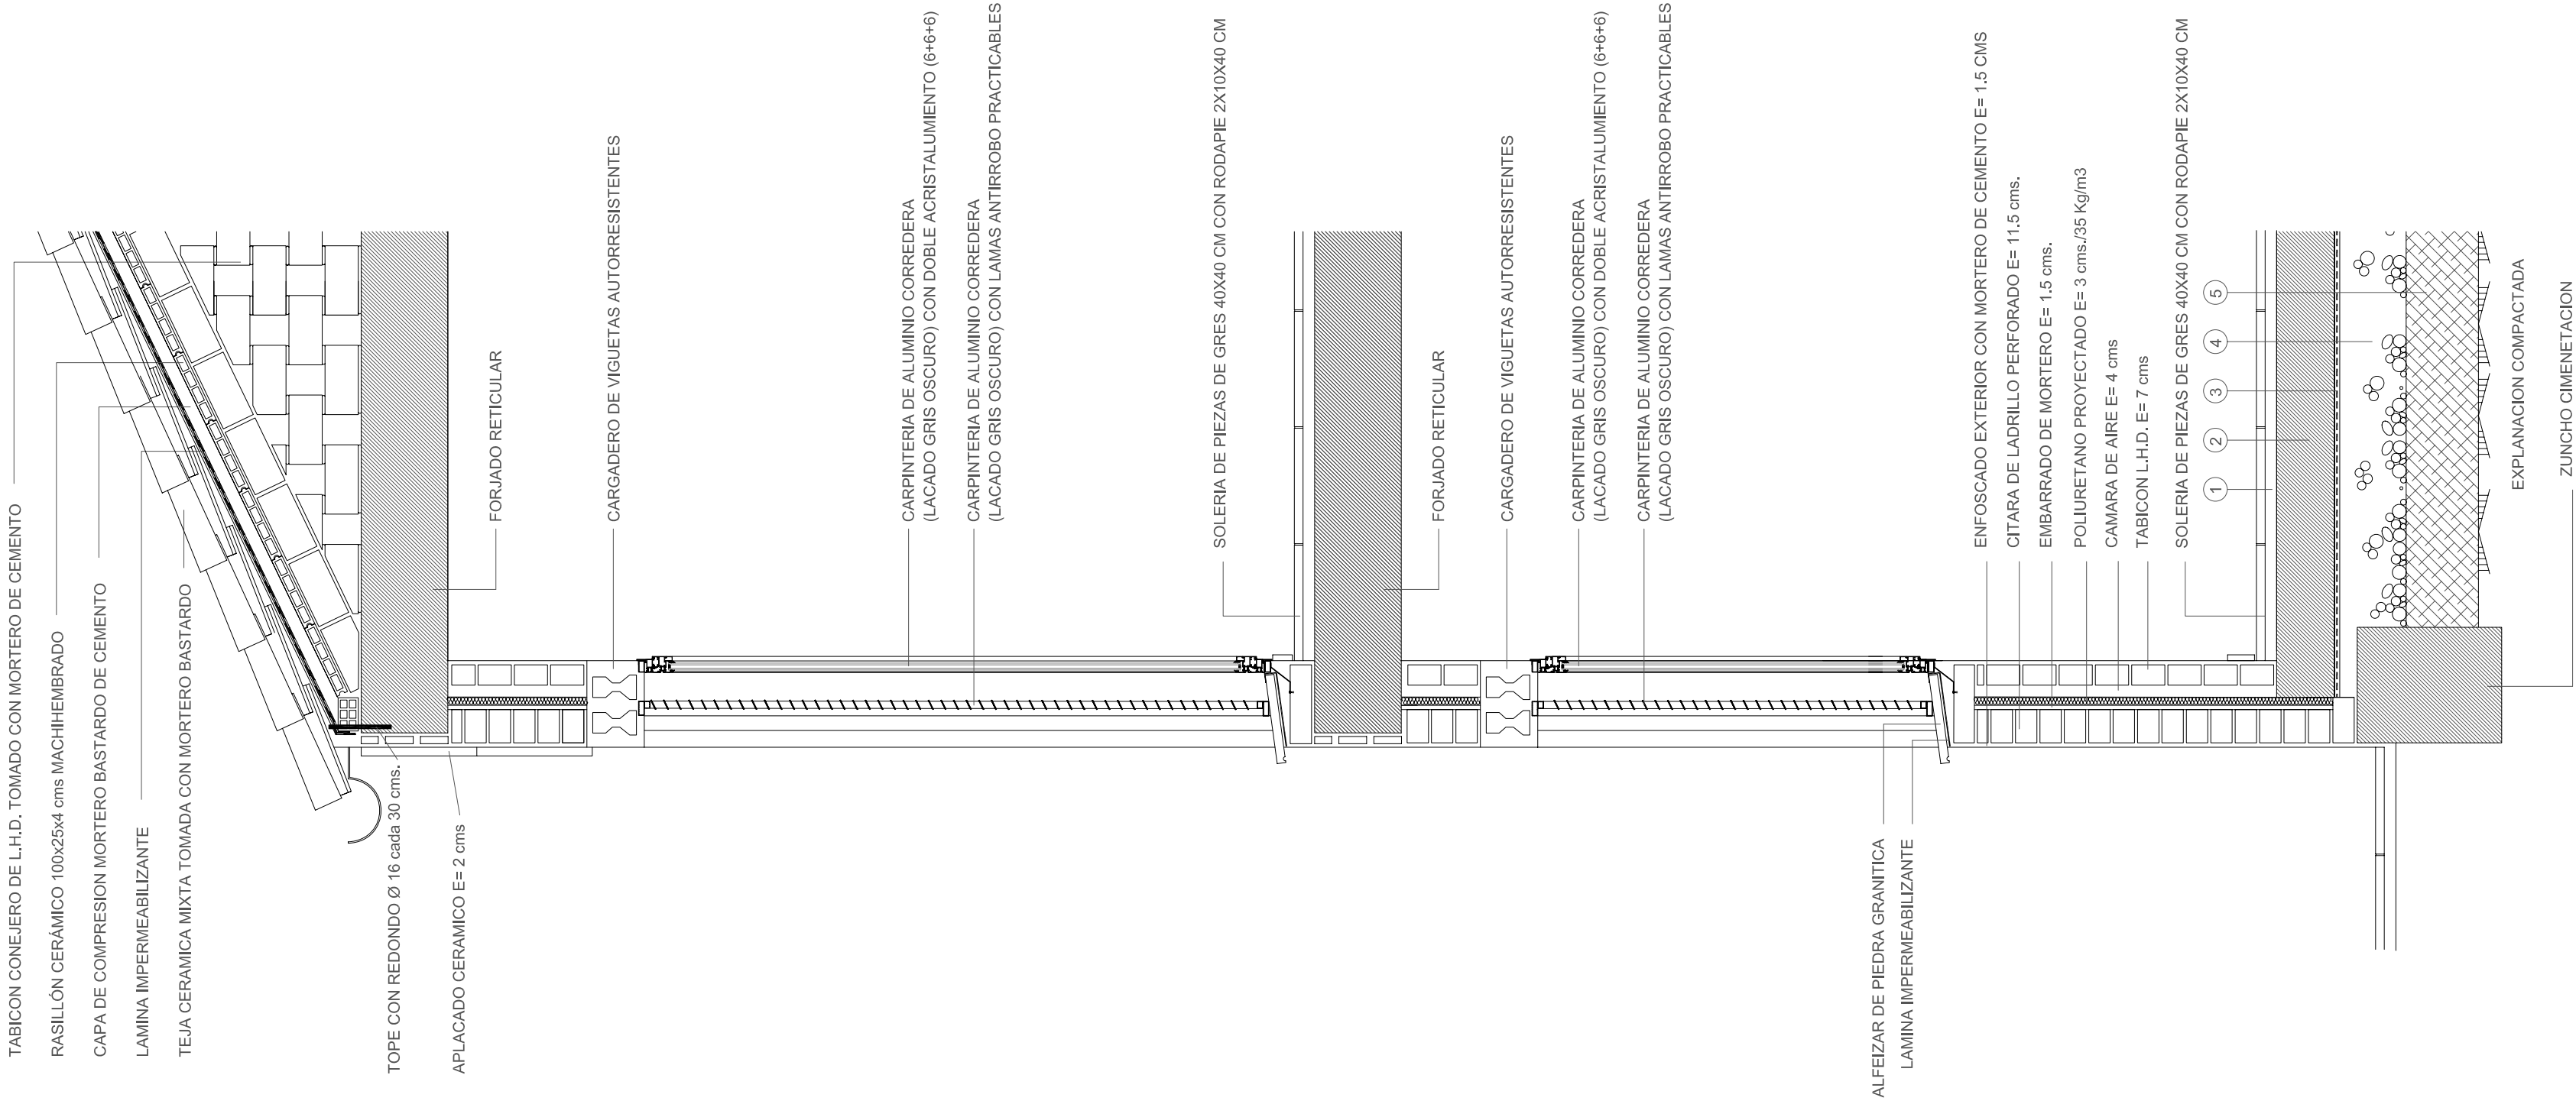 TABICON CONEJERO DE L.H.D. TOMADO CON MORTERO DE CEMENTO
RASILLÓN CERÁMICO 100x25x4 cms MACHIHEMBRADO
CAPA DE COMPRESION MORTERO BASTARDO DE CEMENTO
LAMINA IMPERMEABILIZANTE
TEJA CERAMICA MIXTA TOMADA CON MORTERO BASTARDO
TOPE CON REDONDO Ø 16 cada 30 cms.
APLACADO CERAMICO E= 2 cms
FORJADO RETICULAR
CARGADERO DE VIGUETAS AUTORRESISTENTES
CARPINTERIA DE ALUMINIO CORREDERA
(LACADO GRIS OSCURO) CON DOBLE ACRISTALUMIENTO (6+6+6)
CARPINTERIA DE ALUMINIO CORREDERA
(LACADO GRIS OSCURO) CON LAMAS ANTIRROBO PRACTICABLES
SOLERIA DE PIEZAS DE GRES 40X40 CM CON RODAPIE 2X10X40 CM
FORJADO RETICULAR
CARGADERO DE VIGUETAS AUTORRESISTENTES
CARPINTERIA DE ALUMINIO CORREDERA
(LACADO GRIS OSCURO) CON DOBLE ACRISTALUMIENTO (6+6+6)
CARPINTERIA DE ALUMINIO CORREDERA
(LACADO GRIS OSCURO) CON LAMAS ANTIRROBO PRACTICABLES
ALFEIZAR DE PIEDRA GRANITICA
LAMINA IMPERMEABILIZANTE
ENFOSCADO EXTERIOR CON MORTERO DE CEMENTO E= 1.5 CMS
CITARA DE LADRILLO PERFORADO E= 11.5 cms.
EMBARRADO DE MORTERO E= 1.5 cms.
POLIURETANO PROYECTADO E= 3 cms./35 Kg/m3
CAMARA DE AIRE E= 4 cms
TABICON L.H.D. E= 7 cms
SOLERIA DE PIEZAS DE GRES 40X40 CM CON RODAPIE 2X10X40 CM
1
2
3
4
5
EXPLANACION COMPACTADA
ZUNCHO CIMENETACION